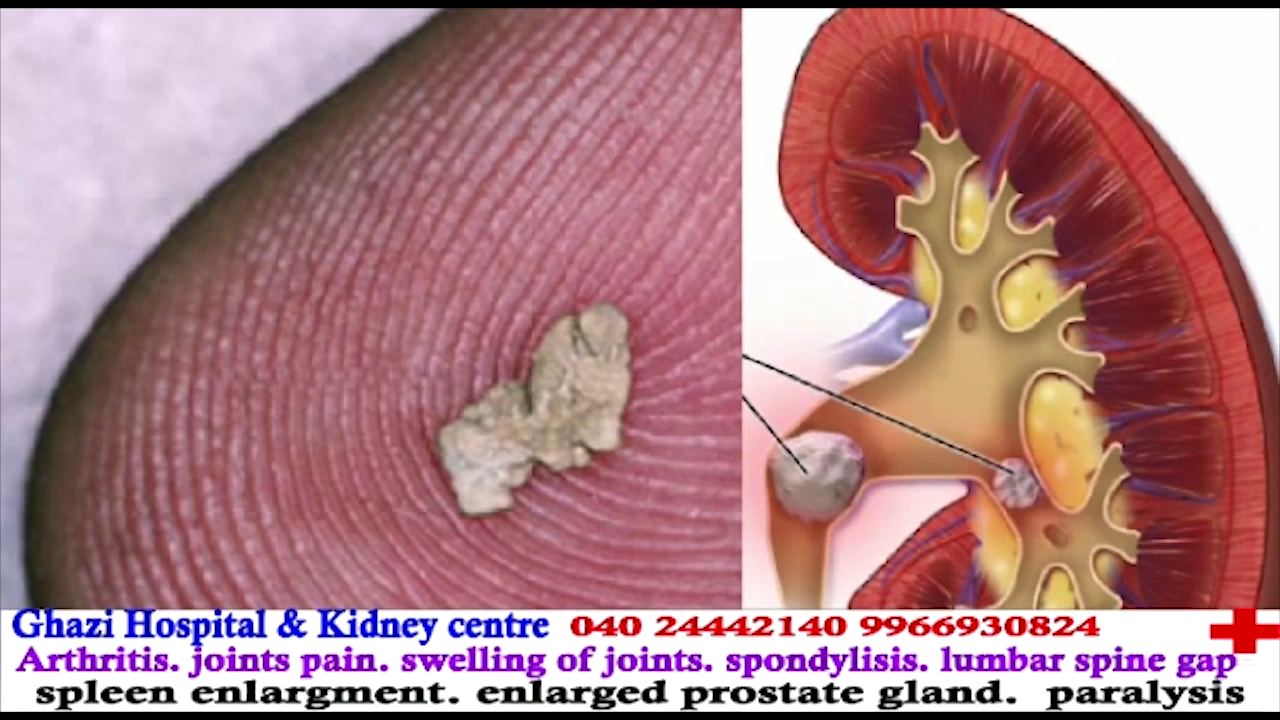 Ghazi Hospital & Kidney centre 040 24442140 9966930824
Arthritis. joints pain. swelling of joints. spondylisis. lumbar spine gap
spleen enlargment. enlarged prostate gland. paralysis